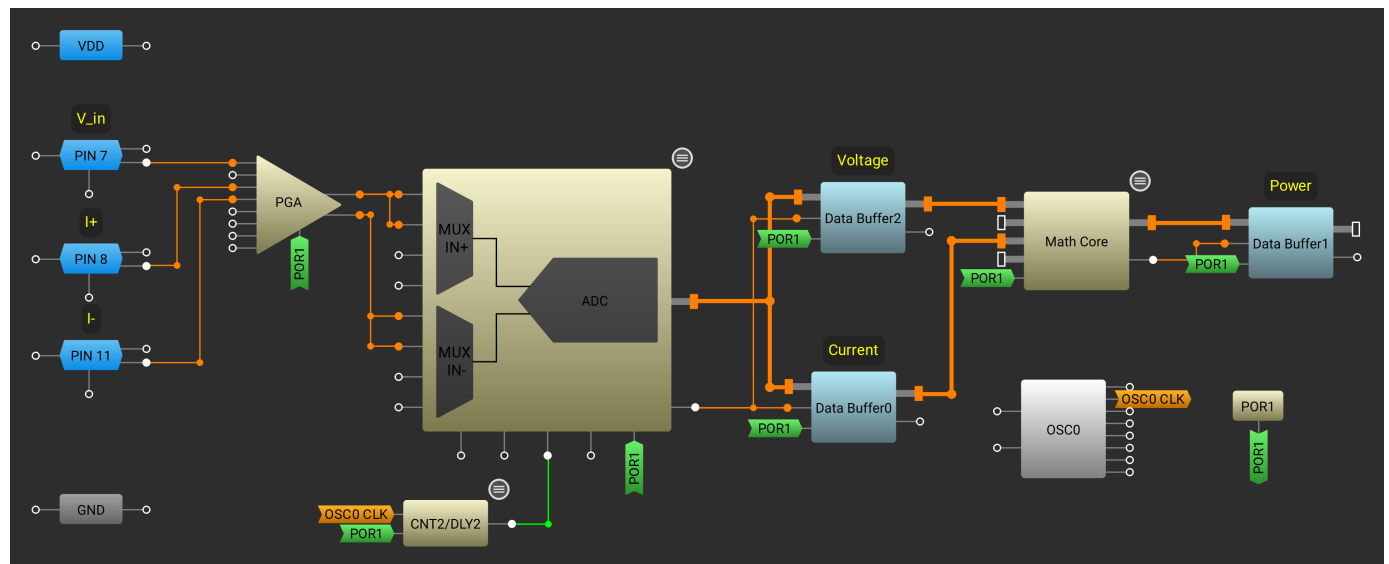 VDD
V_in
PIN 7
I+
PIN 8
I-
PIN 11
GND
PGA
POR1
MUX
IN+
MUX
IN-
ADC
POR1
OSC0 CLK
POR1
CNT2/DLY2
Voltage
Data Buffer2
POR1
Current
Data Buffer0
POR1
Math Core
POR1
Power
Data Buffer1
POR1
OSC0
OSC0 CLK
POR1
POR1